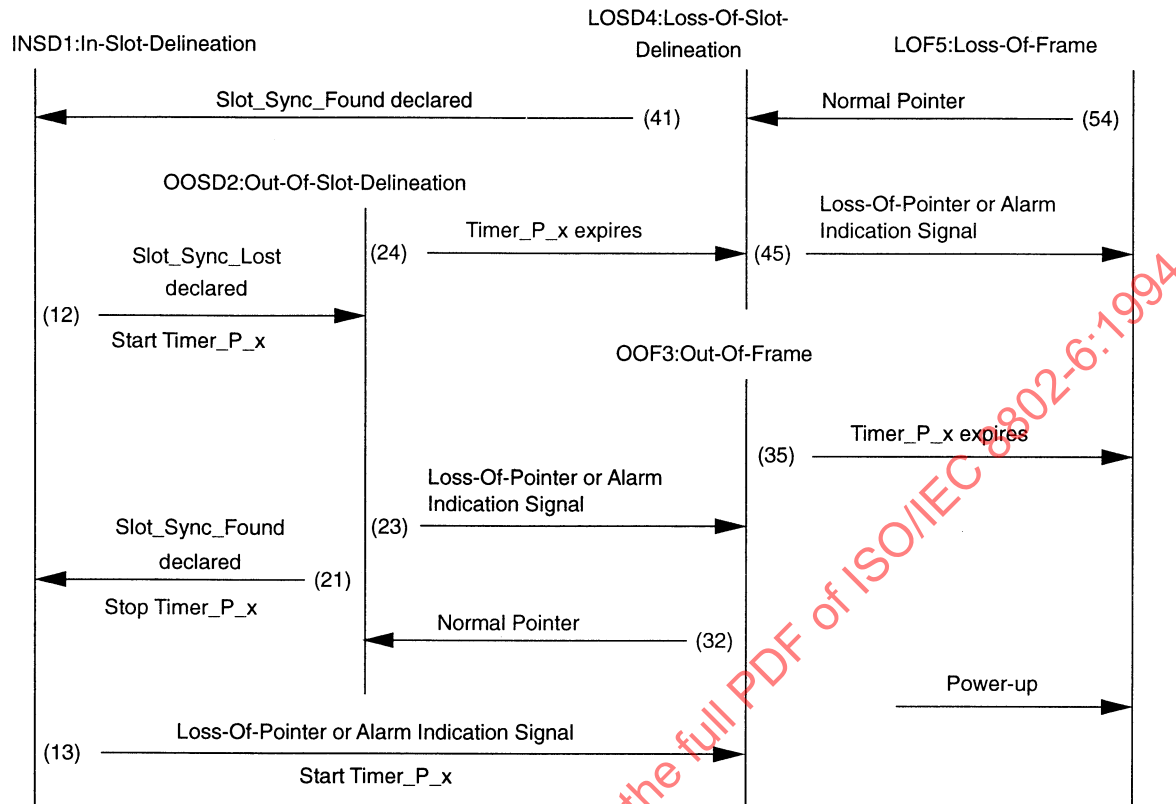 LOSD4:Loss-Of-Slot-
Delineation
INSD1:In-Slot-Delineation
LOF5:Loss-Of-Frame
Slot_Sync_Found declared
(41)
Normal Pointer
(54)
OOSD2:Out-Of-Slot-Delineation
Slot_Sync_Lost
declared
(12)
Start Timer_P_x
(24)
Timer_P_x expires
(45)
Loss-Of-Pointer or Alarm
Indication Signal
OOF3:Out-Of-Frame
(35)
Timer_P_x expires
Loss-Of-Pointer or Alarm
Indication Signal
(23)
Slot_Sync_Found
declared
(21)
Stop Timer_P_x
Normal Pointer
(32)
Power-up
Loss-Of-Pointer or Alarm Indication Signal
(13)
Start Timer_P_x
the full PDF of ISO/IEC 8802-6:1994